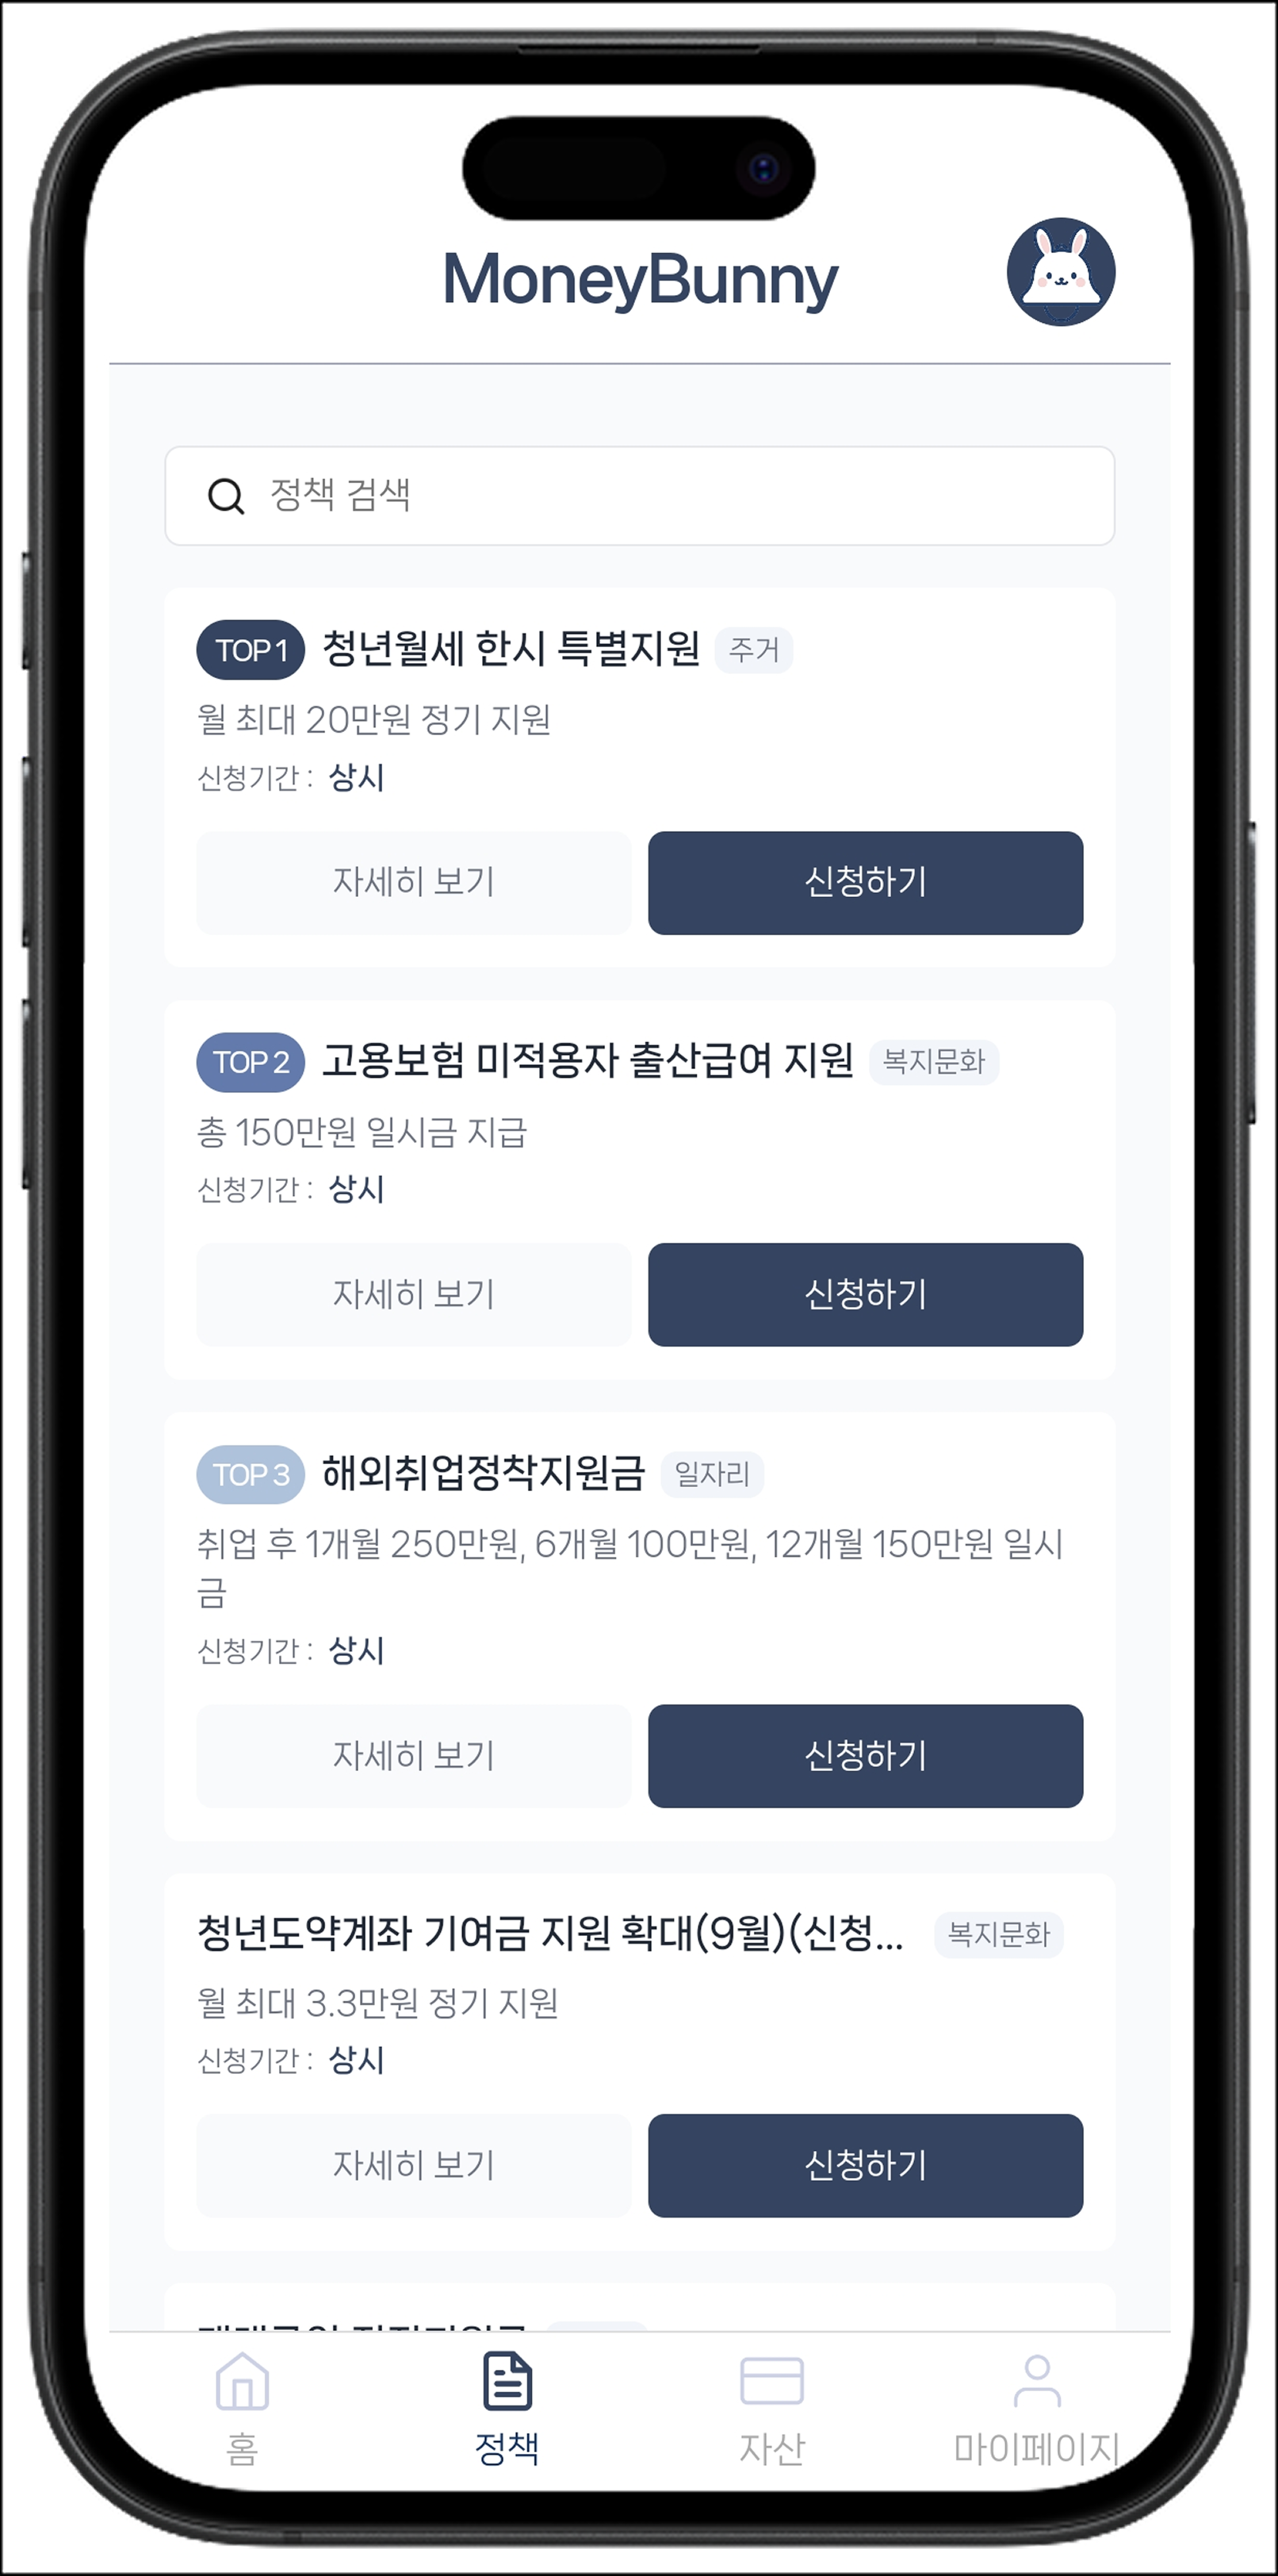 MoneyBunny
정책 검색
TOP 1 청년월세 한시 특별지원 주거
월 최대 20만원 정기 지원
신청기간 : 상시
자세히 보기 신청하기
TOP 2 고용보험 미적용자 출산급여 지원 복지문화
총 150만원 일시금 지급
신청기간 : 상시
자세히 보기 신청하기
TOP 3 해외취업정착지원금 일자리
취업 후 1개월 250만원, 6개월 100만원, 12개월 150만원 일시
금
신청기간 : 상시
자세히 보기 신청하기
청년도약계좌 기여금 지원 확대(9월)(신청... 복지문화
월 최대 3.3만원 정기 지원
신청기간 : 상시
자세히 보기 신청하기
홈 정책 자산 마이페이지